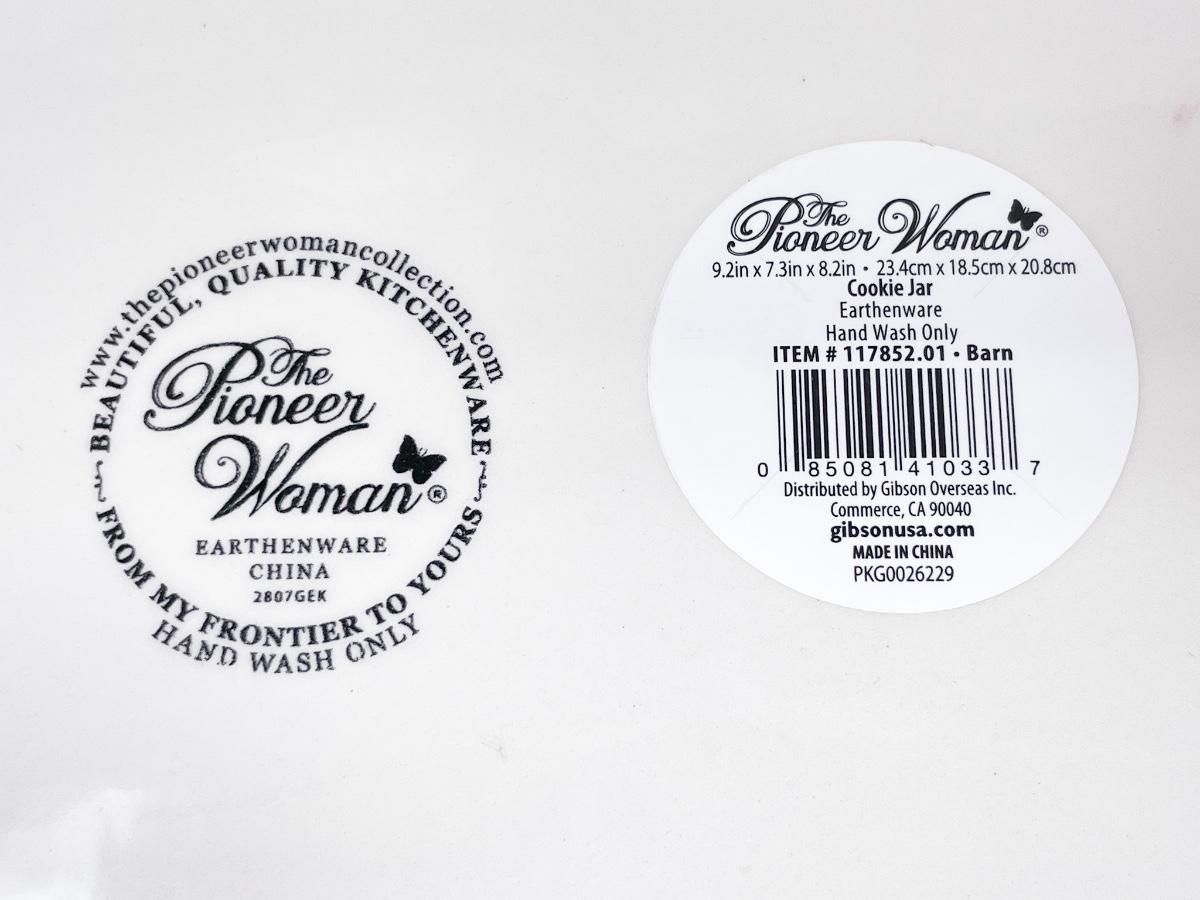 www.thepioneerwomancollection.com
BEAUTIFUL, QUALITY KITCHENWARE
The
Pioneer
Woman®
EARTHENWARE
CHINA
2807GEK
FROM MY FRONTIER TO YOURS
HAND WASH ONLY
The Pioneer Woman®
9.2in x 7.3in x 8.2in • 23.4cm x 18.5cm x 20.8cm
Cookie Jar
Earthenware
Hand Wash Only
ITEM # 117852.01 • Barn
0 85081 41033 7
Distributed by Gibson Overseas Inc.
Commerce, CA 90040
gibsonusa.com
MADE IN CHINA
PKG0026229